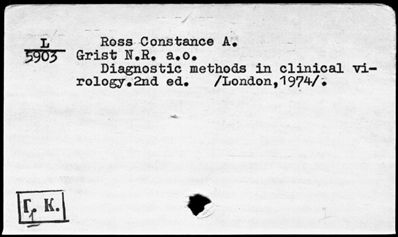 L
5903
Ross Constance A.
Grist N.R. a.o.
Diagnostic methods in clinical vi-
rology.2nd ed. /London,1974/.
Г. К.